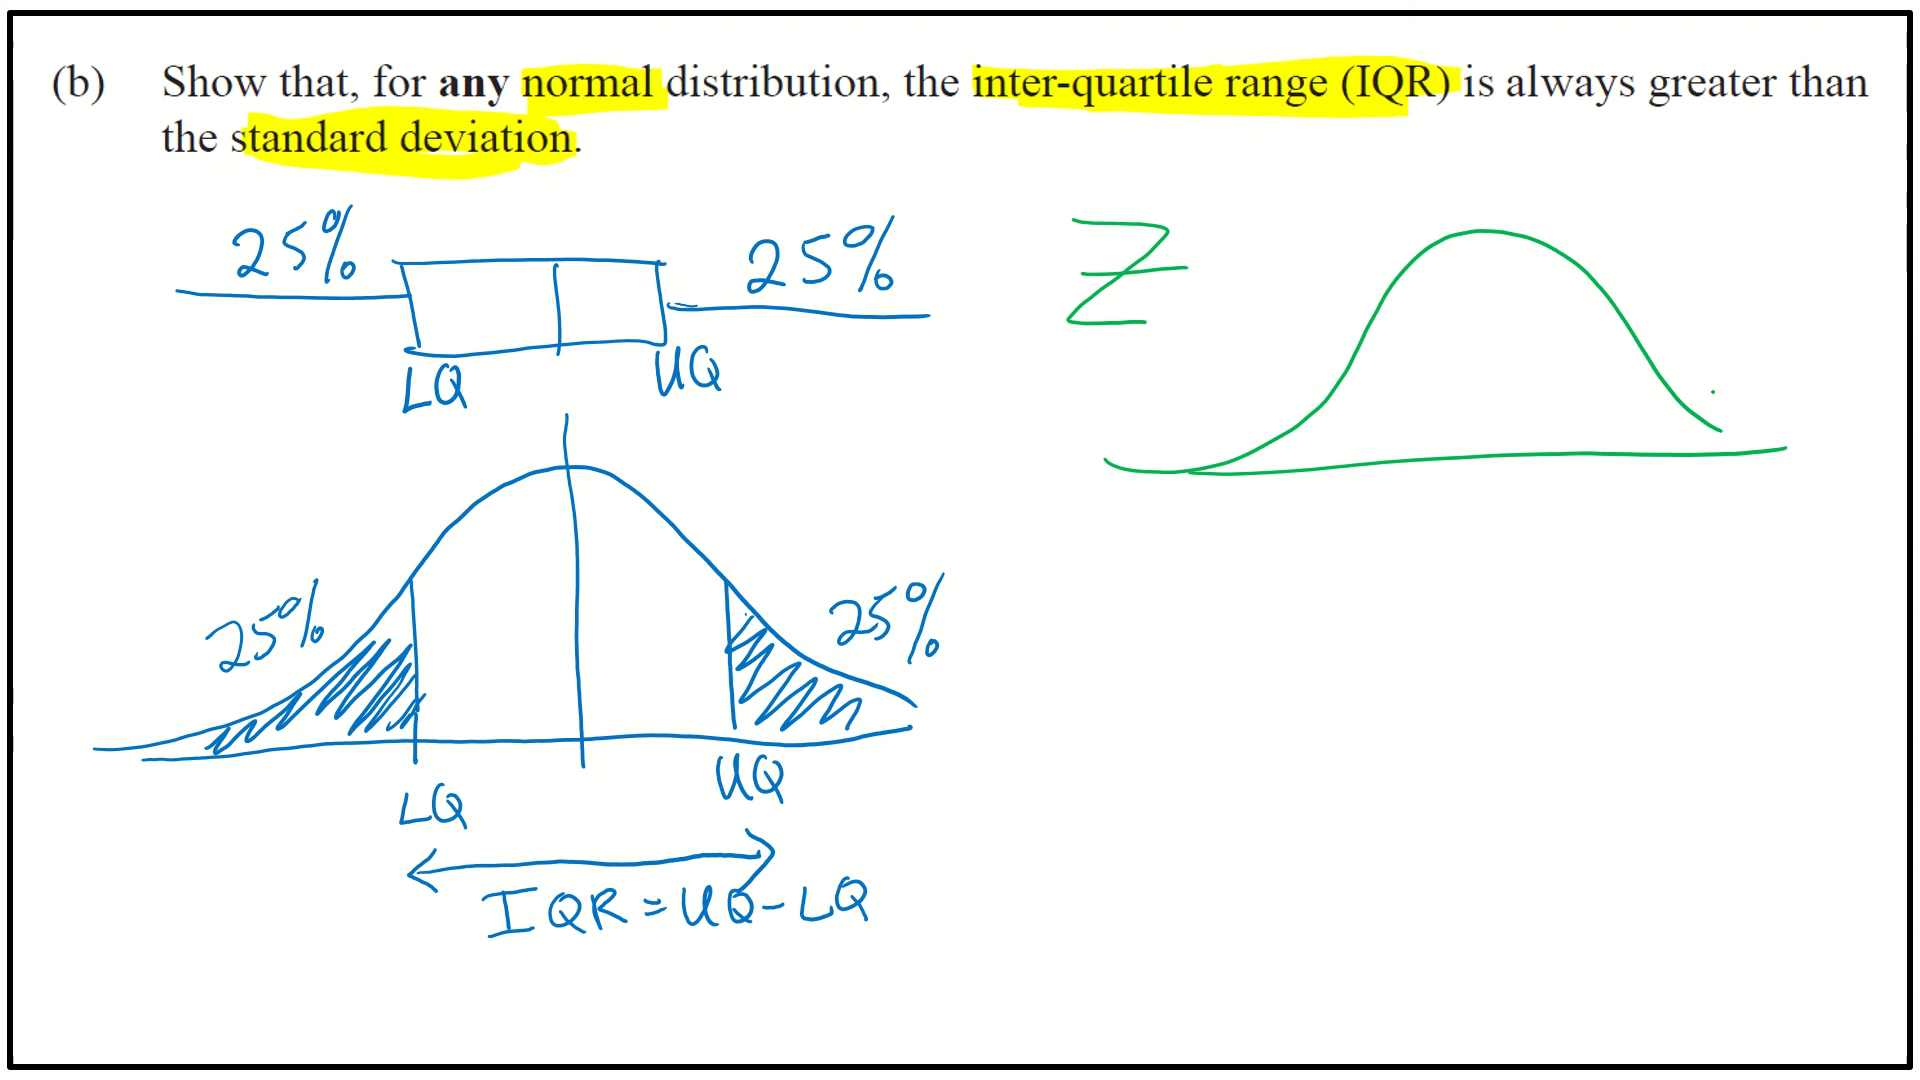 (b) Show that, for any normal distribution, the inter-quartile range (IQR) is always greater than
the standard deviation.
25% 25% Z
LQ UQ
25% 25%
LQ UQ
IQR = UQ - LQ